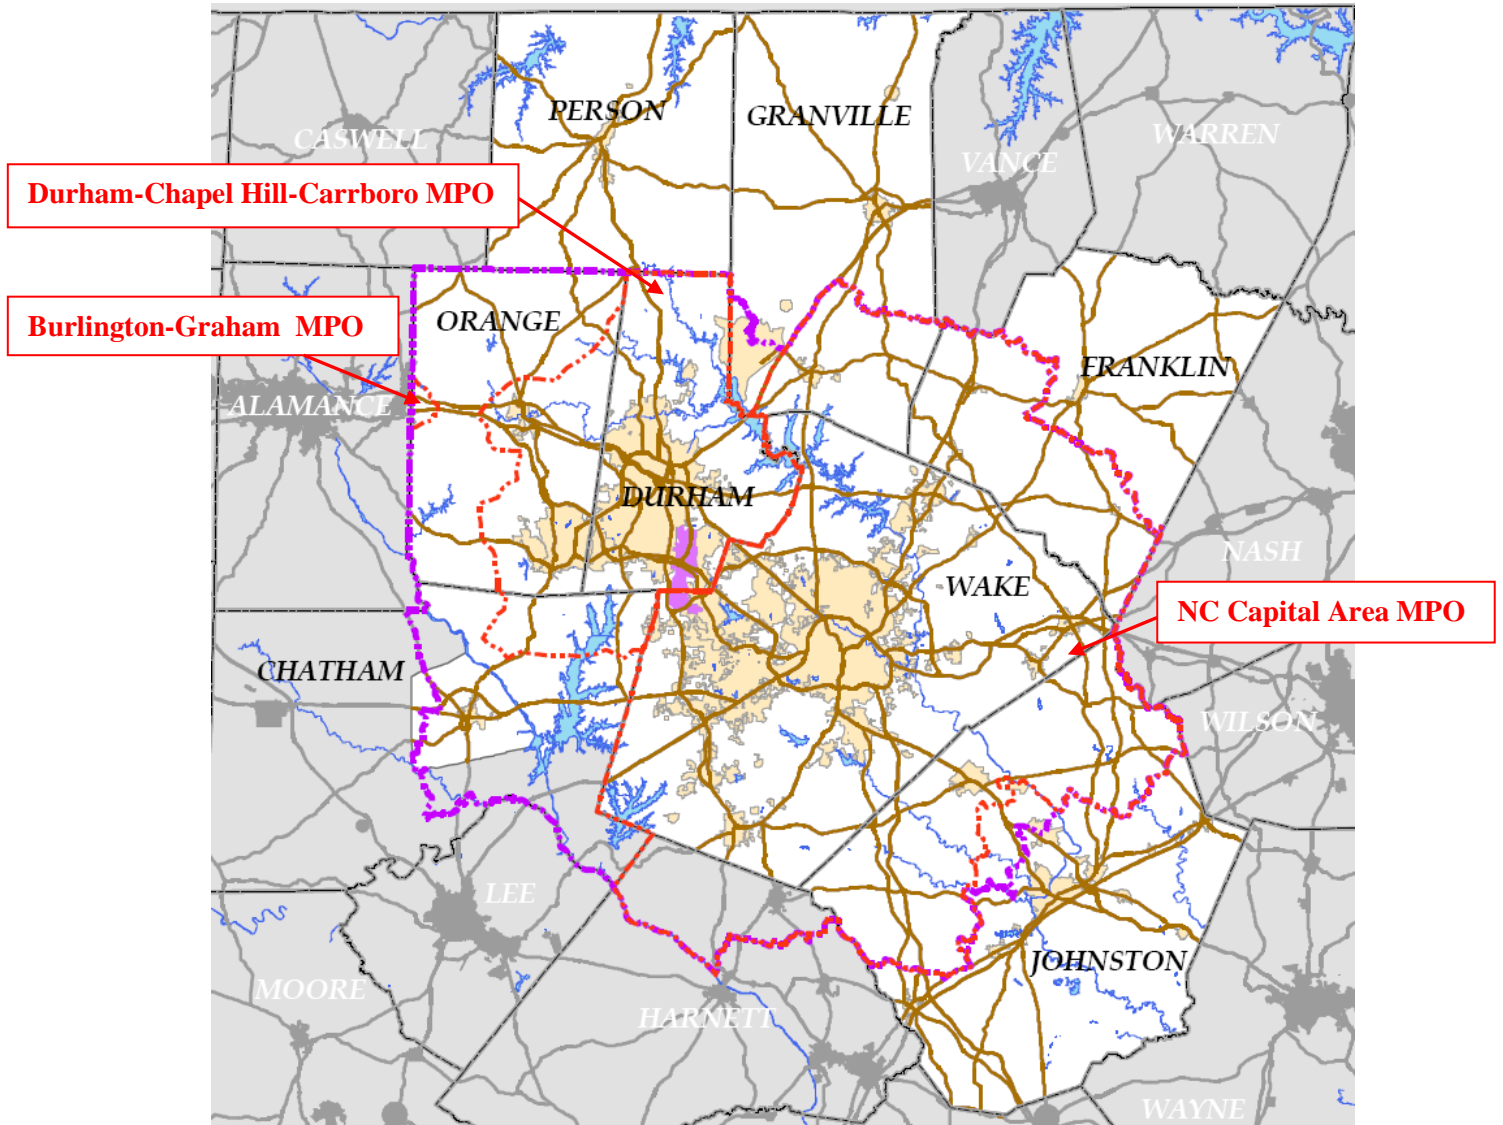 PERSON
GRANVILLE
CASWELL
WARREN
VANCE
Durham-Chapel Hill-Carrboro MPO
Burlington-Graham  MPO
ORANGE
FRANKLIN
ALAMANCE
DURHAM
NASH
WAKE
NC Capital Area MPO
CHATHAM
WILSON
LEE
JOHNSTON
MOORE
HARNETT
WAYNE